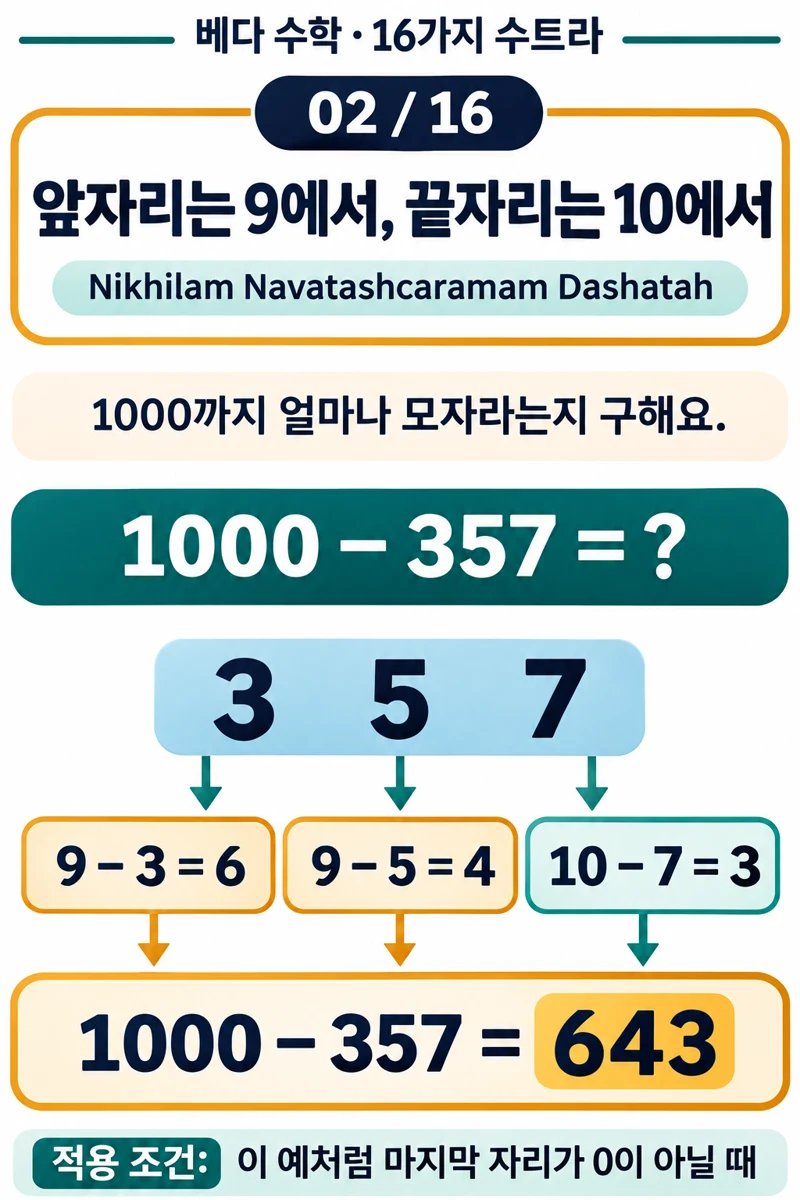 베다 수학 · 16가지 수트라
02 / 16
앞자리는 9에서, 끝자리는 10에서
Nikhilam Navatashcaramam Dashatah
1000까지 얼마나 모자라는지 구해요.
1000 – 357 = ?
3 5 7
9 – 3 = 6
9 – 5 = 4
10 – 7 = 3
1000 – 357 = 643
적용 조건: 이 예처럼 마지막 자리가 0이 아닐 때